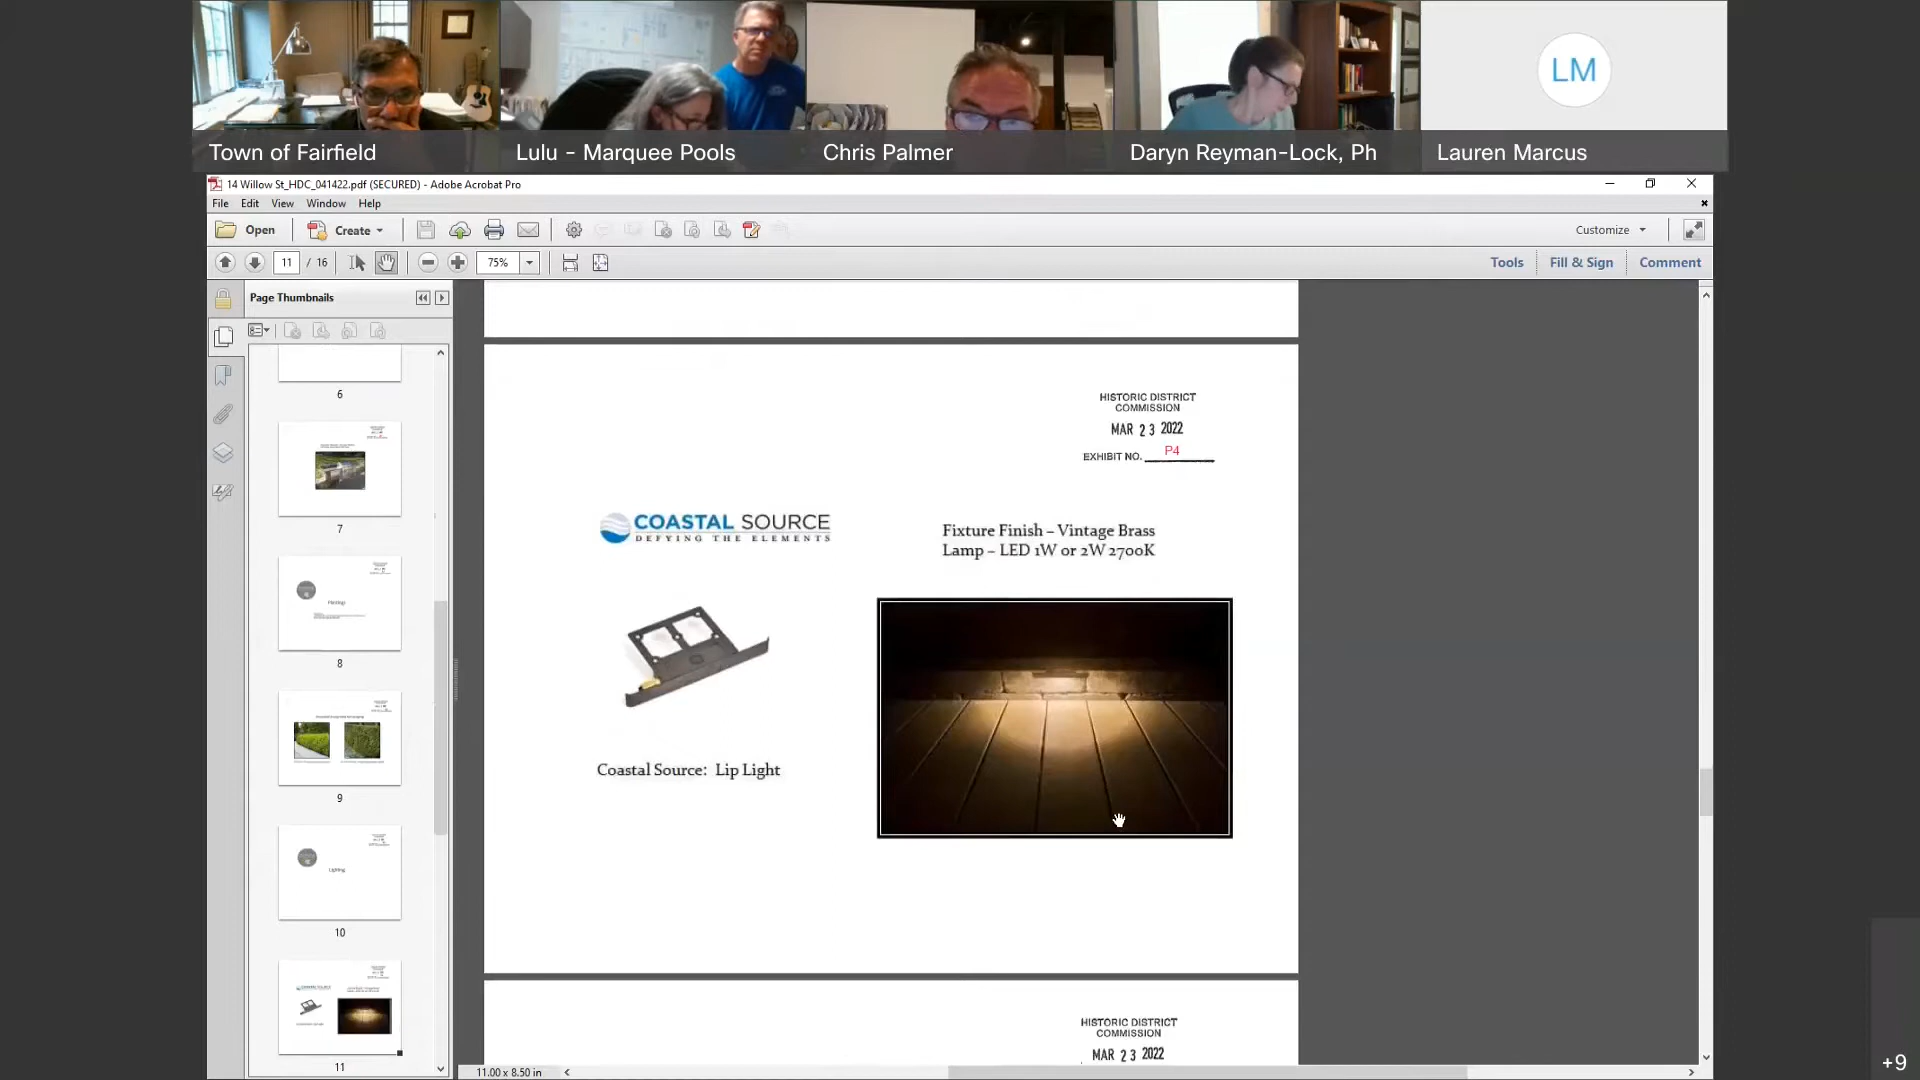 Town of Fairfield
Lulu - Marquee Pools
Chris Palmer
Daryn Reyman-Lock, Ph
LM
Lauren Marcus
14 Willow St_HDC_041422.pdf (SECURED) - Adobe Acrobat Pro
File Edit View Window Help
Open Create Customize
11 / 16 75% Tools Fill & Sign Comment
Page Thumbnails
6
7
8
9
Lighting
10
11
HISTORIC DISTRICT
COMMISSION
MAR 23 2022
EXHIBIT NO. P4
COASTAL SOURCE
DEFYING THE ELEMENTS
Fixture Finish – Vintage Brass
Lamp – LED 1W or 2W 2700K
Coastal Source: Lip Light
HISTORIC DISTRICT
COMMISSION
MAR 23 2022
11.00 x 8.50 in
+9